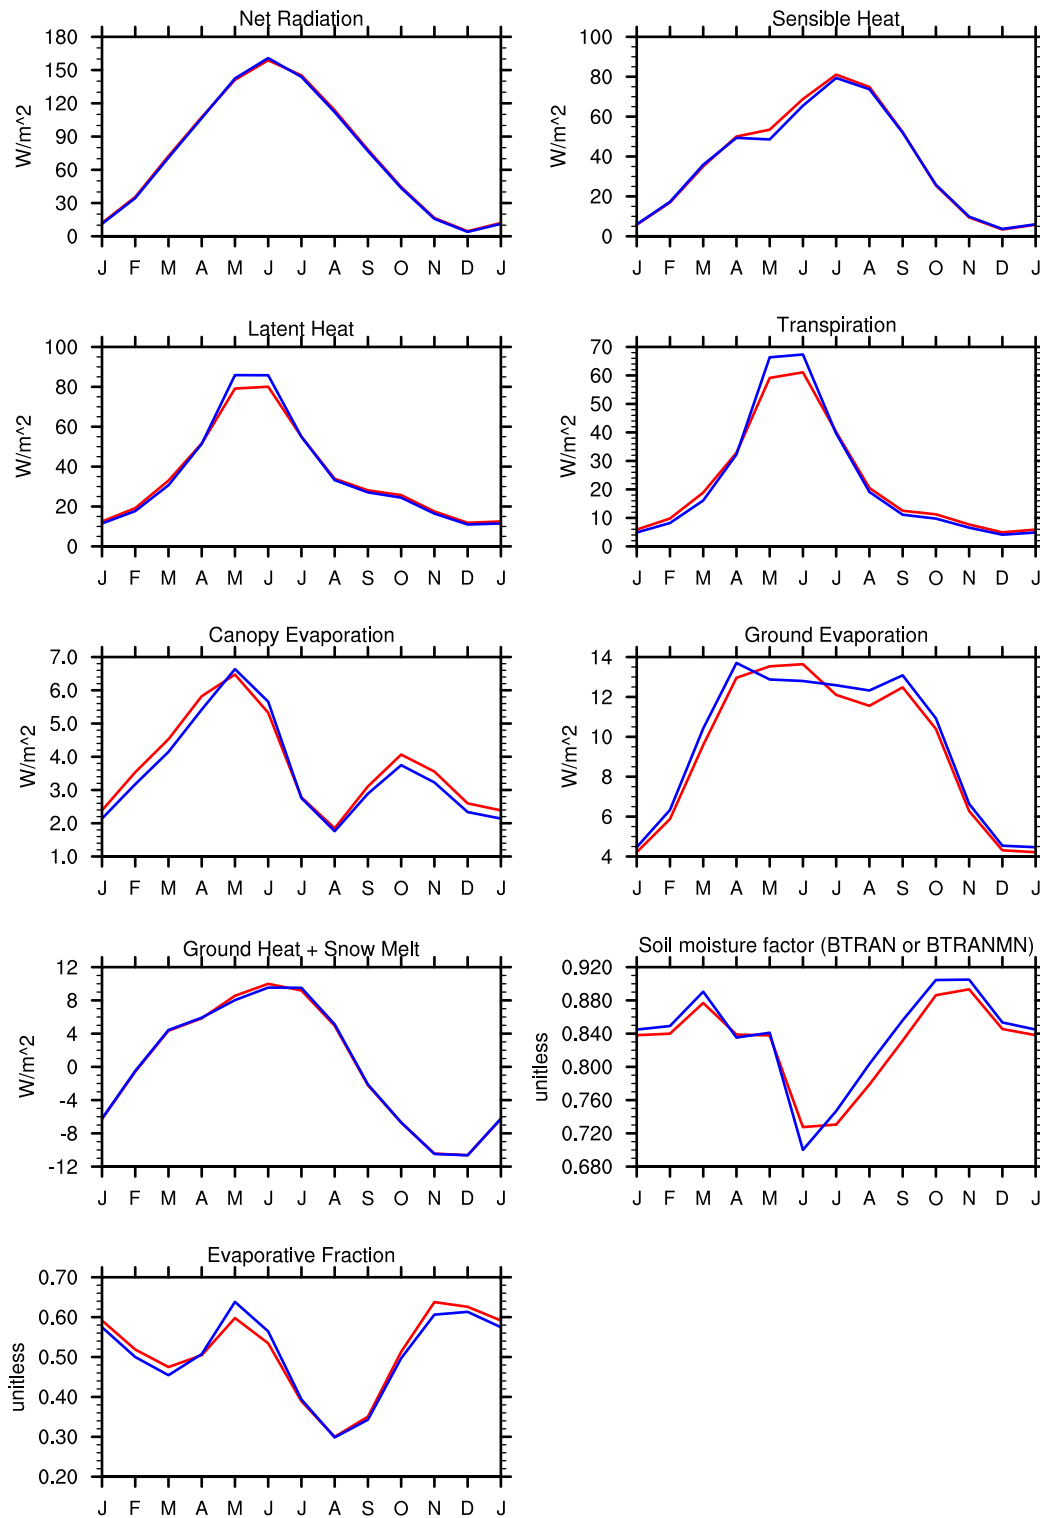 Net Radiation
180
150
120
90
60
30
0
W/m^2
J F M A M J J A S O N D J
Sensible Heat
100
80
60
40
20
0
W/m^2
J F M A M J J A S O N D J
Latent Heat
100
80
60
40
20
0
W/m^2
J F M A M J J A S O N D J
Transpiration
70
60
50
40
30
20
10
0
W/m^2
J F M A M J J A S O N D J
Canopy Evaporation
7.0
6.0
5.0
4.0
3.0
2.0
1.0
W/m^2
J F M A M J J A S O N D J
Ground Evaporation
14
12
10
8
6
4
W/m^2
J F M A M J J A S O N D J
Ground Heat + Snow Melt
12
8
4
0
-4
-8
-12
W/m^2
J F M A M J J A S O N D J
Soil moisture factor (BTRAN or BTRANMN)
0.920
0.880
0.840
0.800
0.760
0.720
0.680
unitless
J F M A M J J A S O N D J
Evaporative Fraction
0.70
0.60
0.50
0.40
0.30
0.20
unitless
J F M A M J J A S O N D J